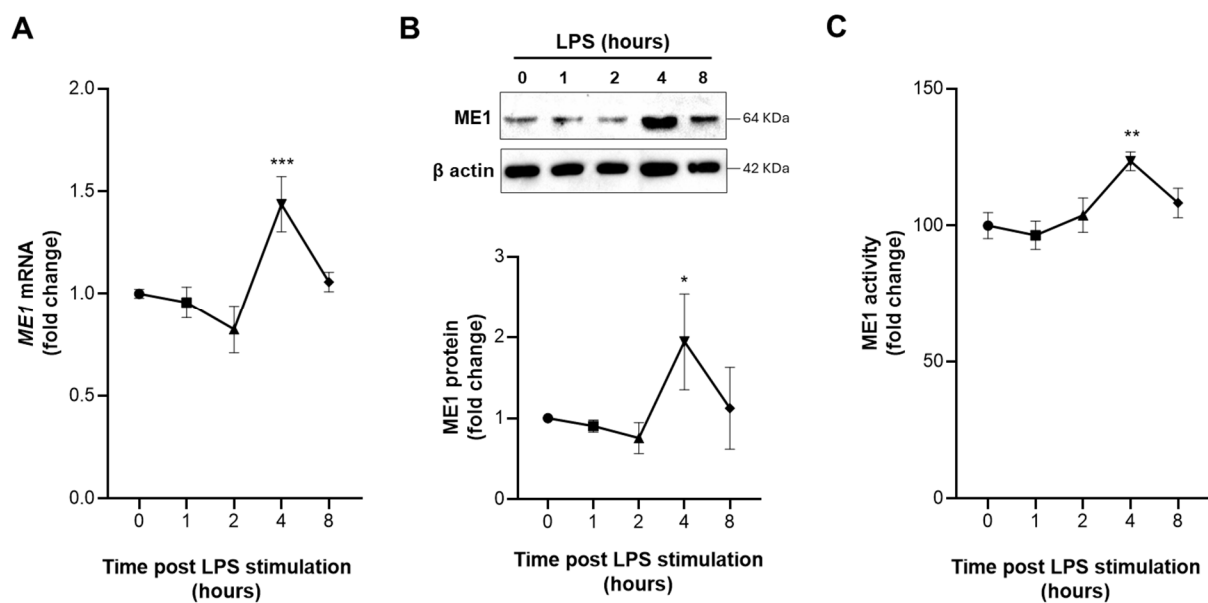 A
2.0
1.5
1.0
0.5
0.0
***
ME1 mRNA
(fold change)
0 1 2 4 8
Time post LPS stimulation
(hours)
B
LPS (hours)
0 1 2 4 8
ME1
64 KDa
β actin
42 KDa
3
2
1
0
*
ME1 protein
(fold change)
0 1 2 4 8
Time post LPS stimulation
(hours)
C
150
100
50
0
**
ME1 activity
(fold change)
0 1 2 4 8
Time post LPS stimulation
(hours)